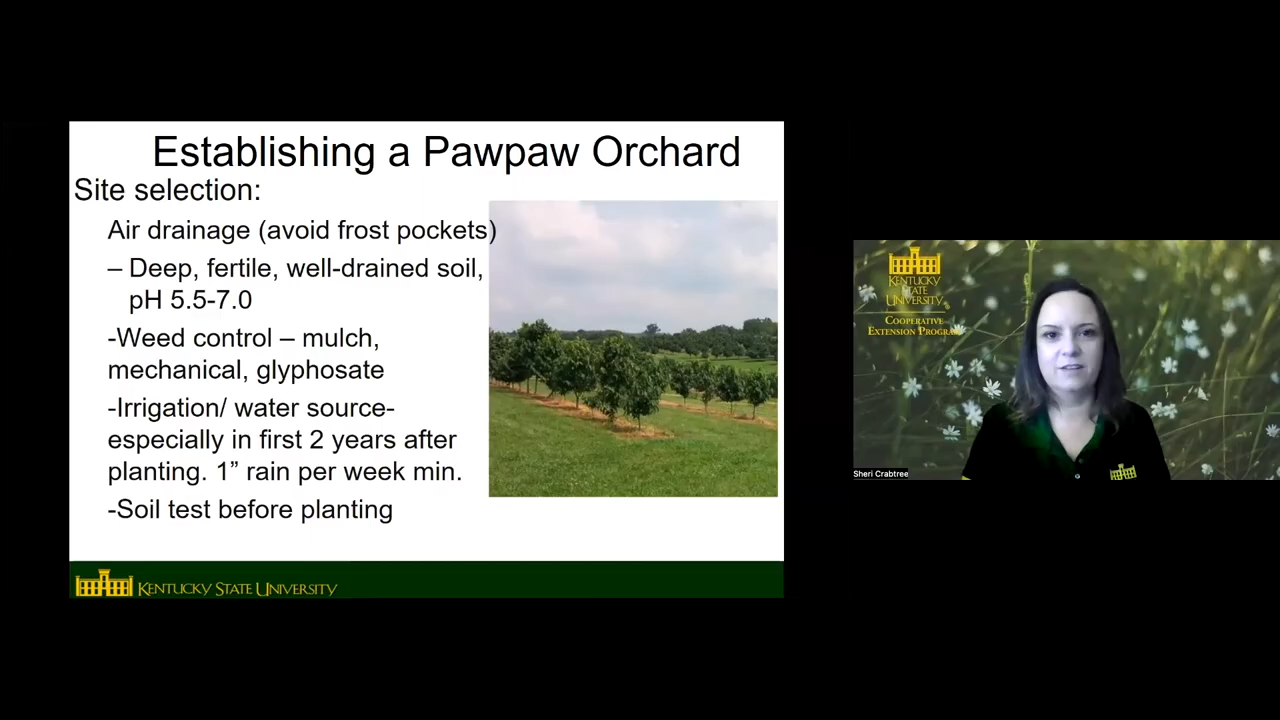 Establishing a Pawpaw Orchard
Site selection:
Air drainage (avoid frost pockets)
– Deep, fertile, well-drained soil,
pH 5.5-7.0
-Weed control – mulch,
mechanical, glyphosate
-Irrigation/ water source-
especially in first 2 years after
planting. 1” rain per week min.
-Soil test before planting
KENTUCKY STATE UNIVERSITY
KENTUCKY
STATE
UNIVERSITY
COOPERATIVE
EXTENSION PROGRA
Sheri Crabtree